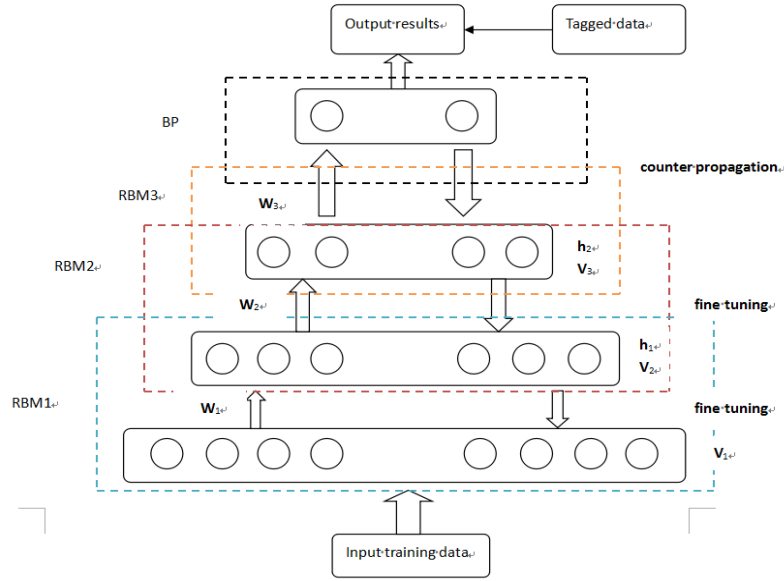 Output results
Tagged data
BP
counter propagation
RBM3
W3
h2
V3
RBM2
W2
fine tuning
h1
V2
RBM1
W1
fine tuning
V1
Input training data